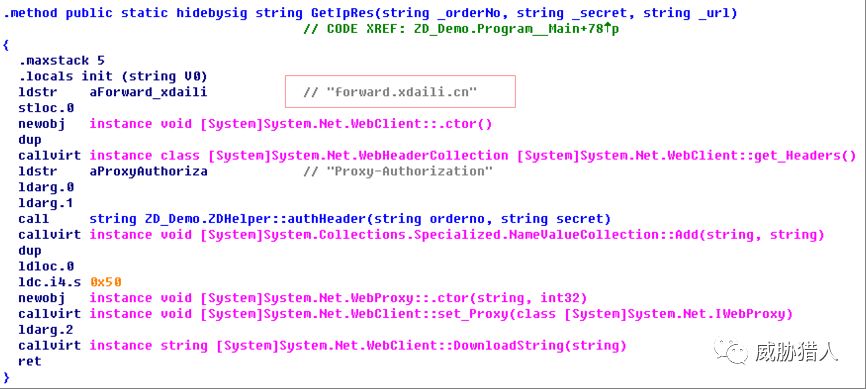 .method public static hidebysig string GetIpRes(string _orderNo, string _secret, string _url)
// CODE XREF: ZD_Demo.Program__Main+78↑p
{
.maxstack 5
.locals init (string V0)
ldstr aForward_xdaili // "forward.xdaili.cn"
stloc.0
newobj instance void [System]System.Net.WebClient::.ctor()
dup
callvirt instance class [System]System.Net.WebHeaderCollection [System]System.Net.WebClient::get_Headers()
ldstr aProxyAuthoriza // "Proxy-Authorization"
ldarg.0
ldarg.1
call string ZD_Demo.ZDHelper::authHeader(string orderno, string secret)
callvirt instance void [System]System.Collections.Specialized.NameValueCollection::Add(string, string)
dup
ldloc.0
ldc.i4.s 0x50
newobj instance void [System]System.Net.WebProxy::.ctor(string, int32)
callvirt instance void [System]System.Net.WebClient::set_Proxy(class [System]System.Net.IWebProxy)
ldarg.2
callvirt instance string [System]System.Net.WebClient::DownloadString(string)
ret
}
威胁猎人